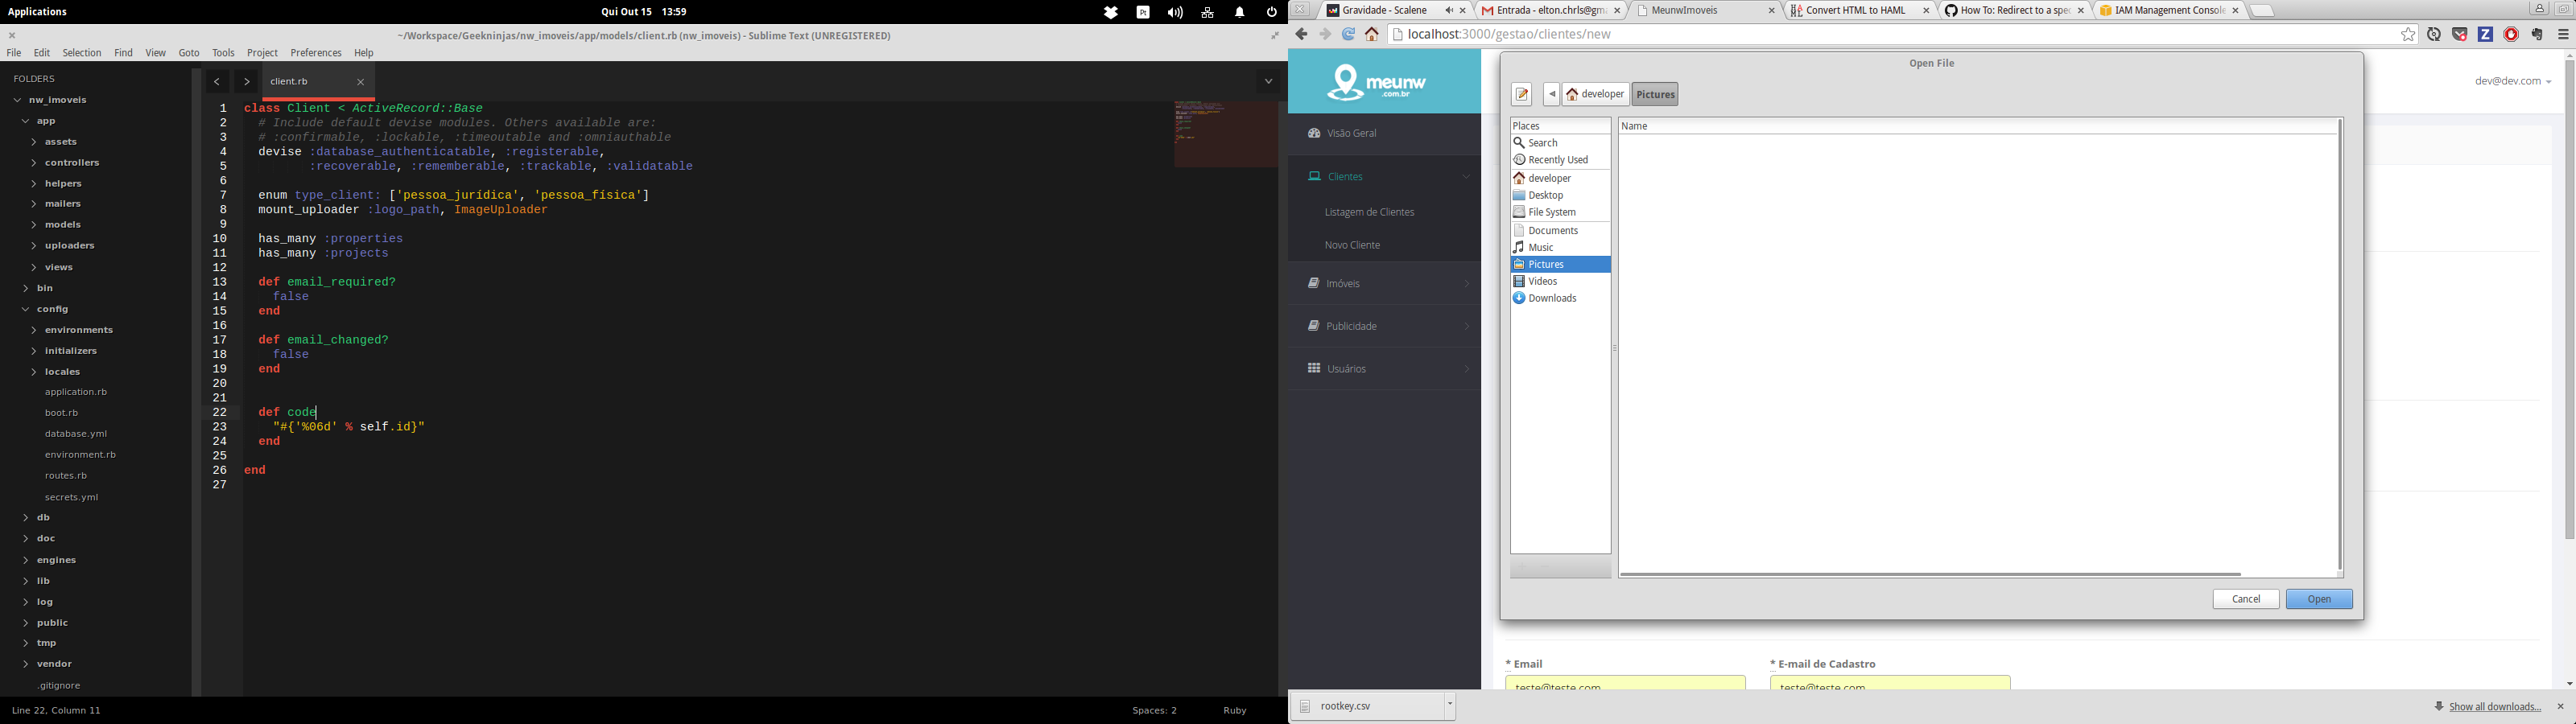 Applications
Qui Out 15 13:59
Pt
~/Workspace/Geekninjas/nw_imoveis/app/models/client.rb (nw_imoveis) - Sublime Text (UNREGISTERED)
File Edit Selection Find View Goto Tools Project Preferences Help
FOLDERS
nw_imoveis
app
assets
controllers
helpers
mailers
models
uploaders
views
bin
config
environments
initializers
locales
application.rb
boot.rb
database.yml
environment.rb
routes.rb
secrets.yml
db
doc
engines
lib
log
public
tmp
vendor
.gitignore
client.rb
1 class Client < ActiveRecord::Base
2 # Include default devise modules. Others available are:
3 # :confirmable, :lockable, :timeoutable and :omniauthable
4 devise :database_authenticatable, :registerable,
5 :recoverable, :rememberable, :trackable, :validatable
6
7 enum type_client: ['pessoa_jurídica', 'pessoa_física']
8 mount_uploader :logo_path, ImageUploader
9
10 has_many :properties
11 has_many :projects
12
13 def email_required?
14 false
15 end
16
17 def email_changed?
18 false
19 end
20
21
22 def code
23 "#{'%06d' % self.id}"
24 end
25
26 end
27
Line 22, Column 11
Spaces: 2
Ruby
Gravidade - Scalene
Entrada - elton.chrls@gma
MeunwImoveis
Convert HTML to HAML
How To: Redirect to a spec
IAM Management Console
localhost:3000/gestao/clientes/new
meunw
.com.br
dev@dev.com
Visão Geral
Clientes
Listagem de Clientes
Novo Cliente
Imóveis
Publicidade
Usuários
Open File
developer
Pictures
Places
Search
Recently Used
developer
Desktop
File System
Documents
Music
Pictures
Videos
Downloads
Name
Cancel
Open
* Email
* E-mail de Cadastro
teste@teste.com
teste@teste.com
rootkey.csv
Show all downloads...